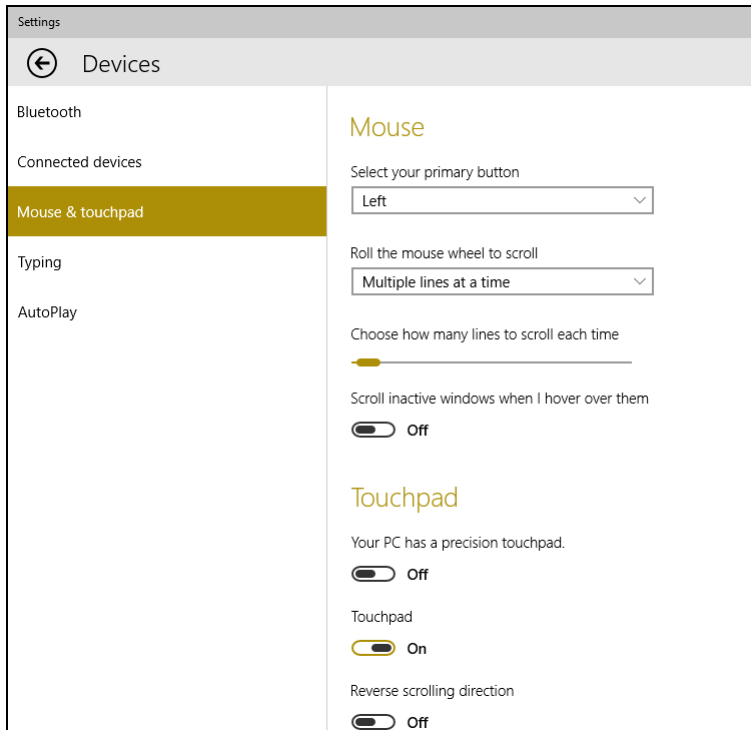 Settings
Devices
Bluetooth
Connected devices
Mouse & touchpad
Typing
AutoPlay
Mouse
Select your primary button
Left
Roll the mouse wheel to scroll
Multiple lines at a time
Choose how many lines to scroll each time
Scroll inactive windows when I hover over them
Off
Touchpad
Your PC has a precision touchpad.
Off
Touchpad
On
Reverse scrolling direction
Off